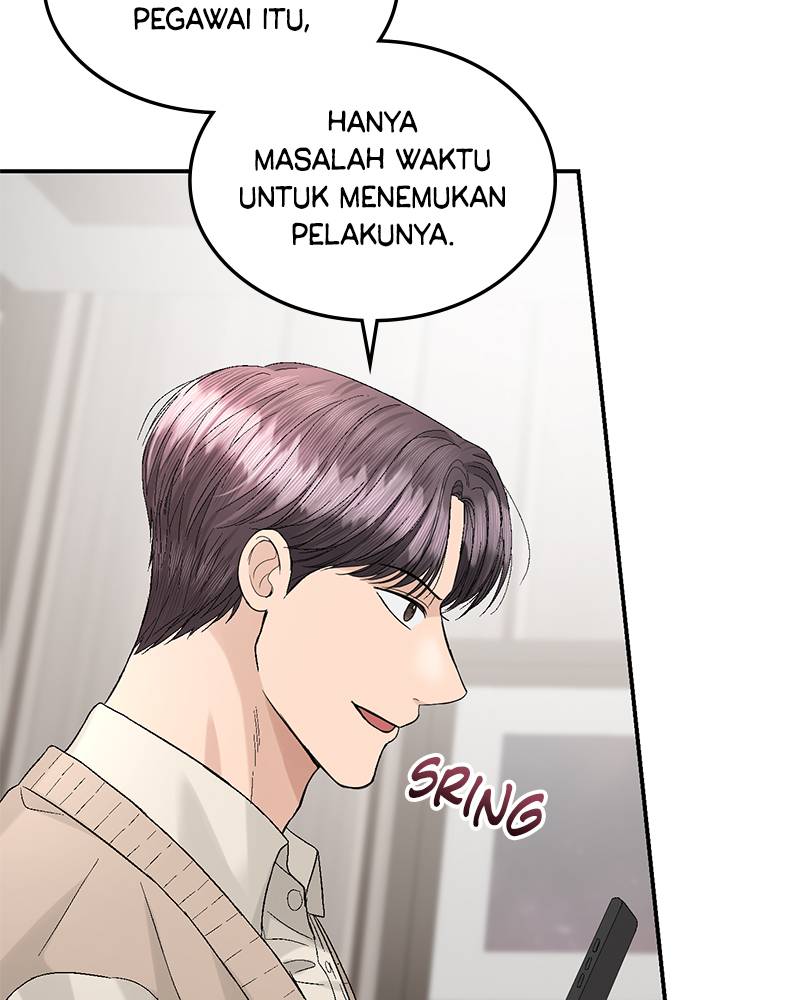 PEGAWAI ITU,
HANYA
MASALAH WAKTU
UNTUK MENEMUKAN
PELAKUNYA.
SRING